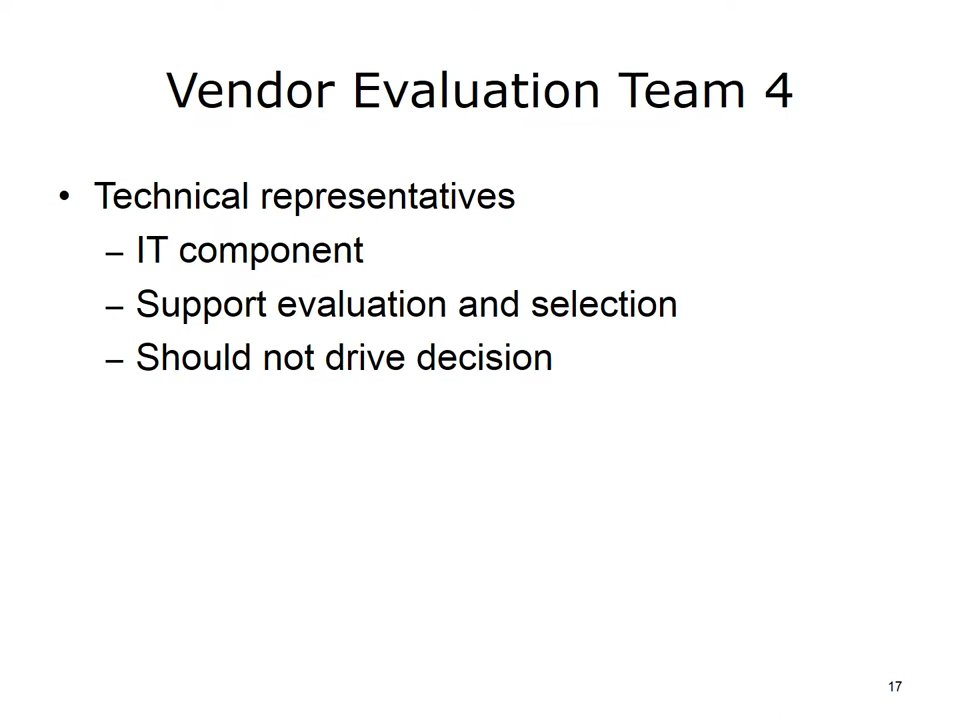 Vendor Evaluation Team 4
• Technical representatives
– IT component
– Support evaluation and selection
– Should not drive decision
17